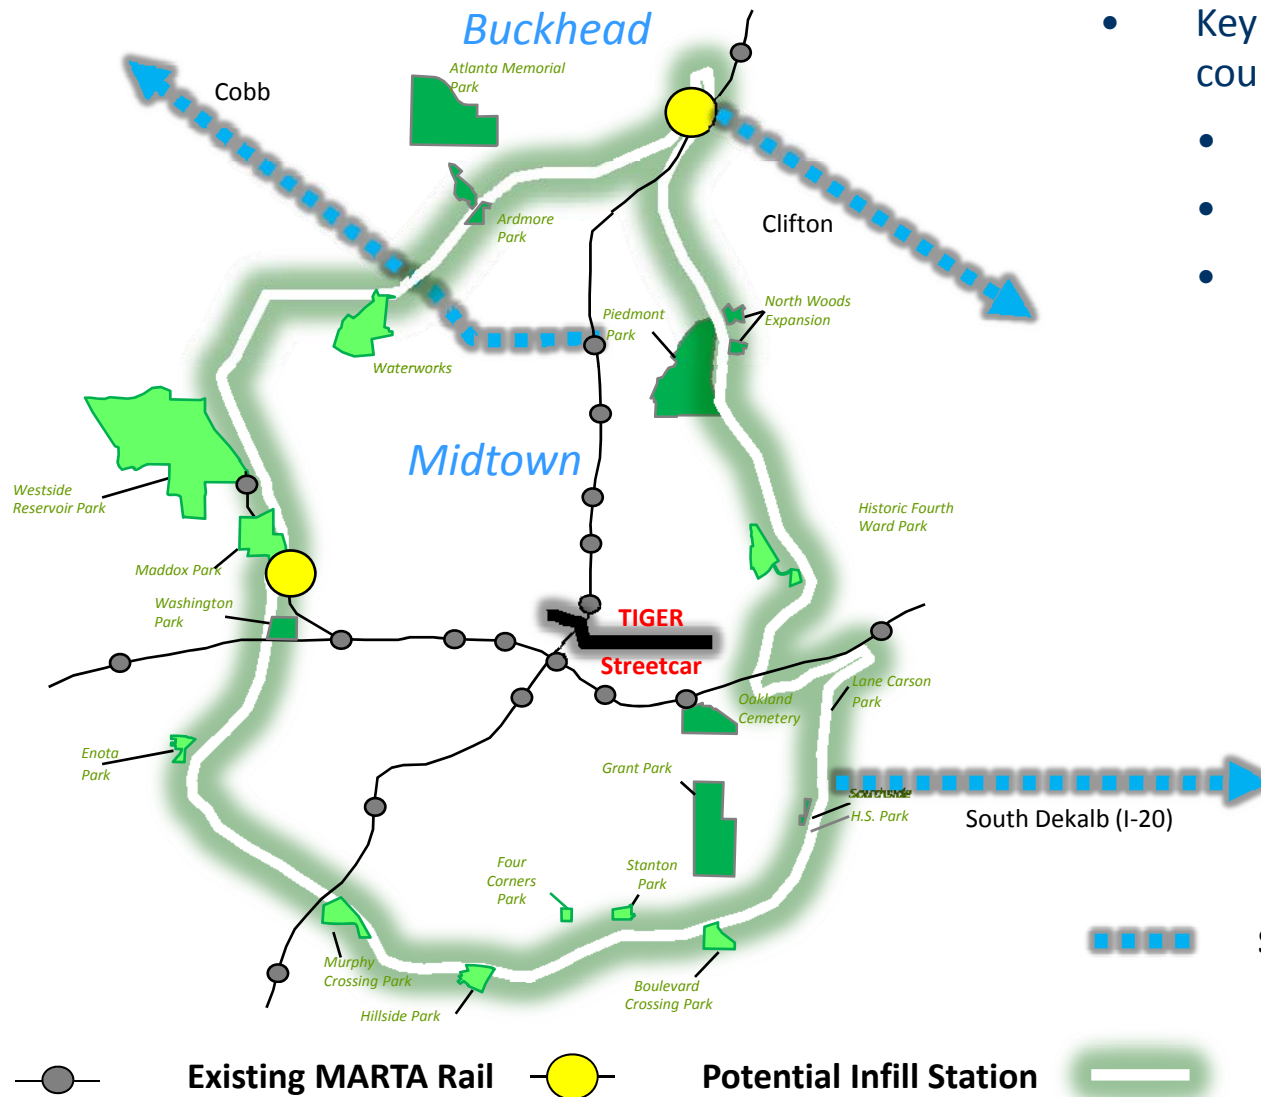 Buckhead
• Key
cou
•
•
•
Atlanta Memorial
Park
Cobb
Ardmore
Park
Clifton
North Woods
Expansion
Piedmont
Park
Waterworks
Midtown
Westside
Reservoir Park
Historic Fourth
Ward Park
Maddox Park
Washington
Park
TIGER
Streetcar
Lane Carson
Park
Oakland
Cemetery
Enota
Park
Grant Park
H.S. Park
South Dekalb (I-20)
Four
Corners
Park
Stanton
Park
Murphy
Crossing Park
Hillside Park
Boulevard
Crossing Park
Existing MARTA Rail
Potential Infill Station